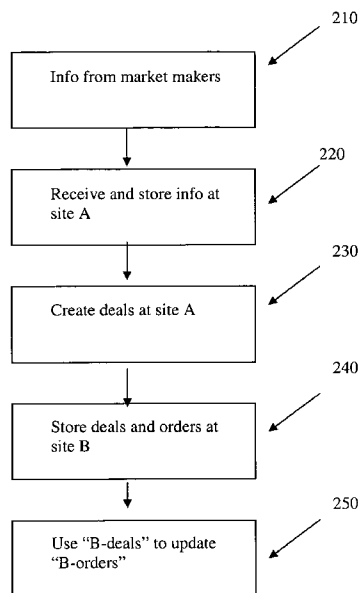 210
Info from market makers
220
Receive and store info at
site A
230
Create deals at site A
240
Store deals and orders at
site B
250
Use “B-deals” to update
“B-orders”